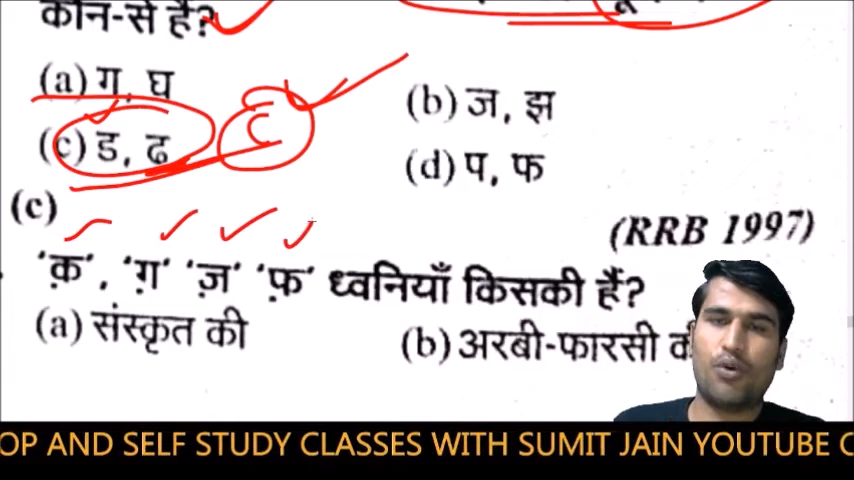 कौन-से हैं?
(a) ग, घ
(b) ज, झ
(c) ड, ढ
C
(d) प, फ
(c)
(RRB 1997)
'क़', 'ग़' 'ज़' 'फ़' ध्वनियाँ किसकी हैं?
(a) संस्कृत की
(b) अरबी-फारसी
OP AND SELF STUDY CLASSES WITH SUMIT JAIN YOUTUBE C